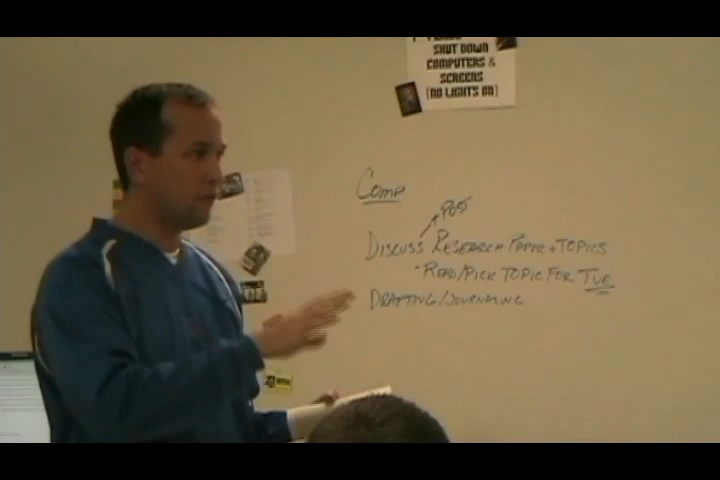 SHUT DOWN
COMPUTERS &
SCREENS
(NO LIGHTS ON)
COMP
POST
DISCUSS RESEARCH PAPER + TOPICS
- READ/PICK TOPIC FOR TUE
DRAFTING/JOURNALING